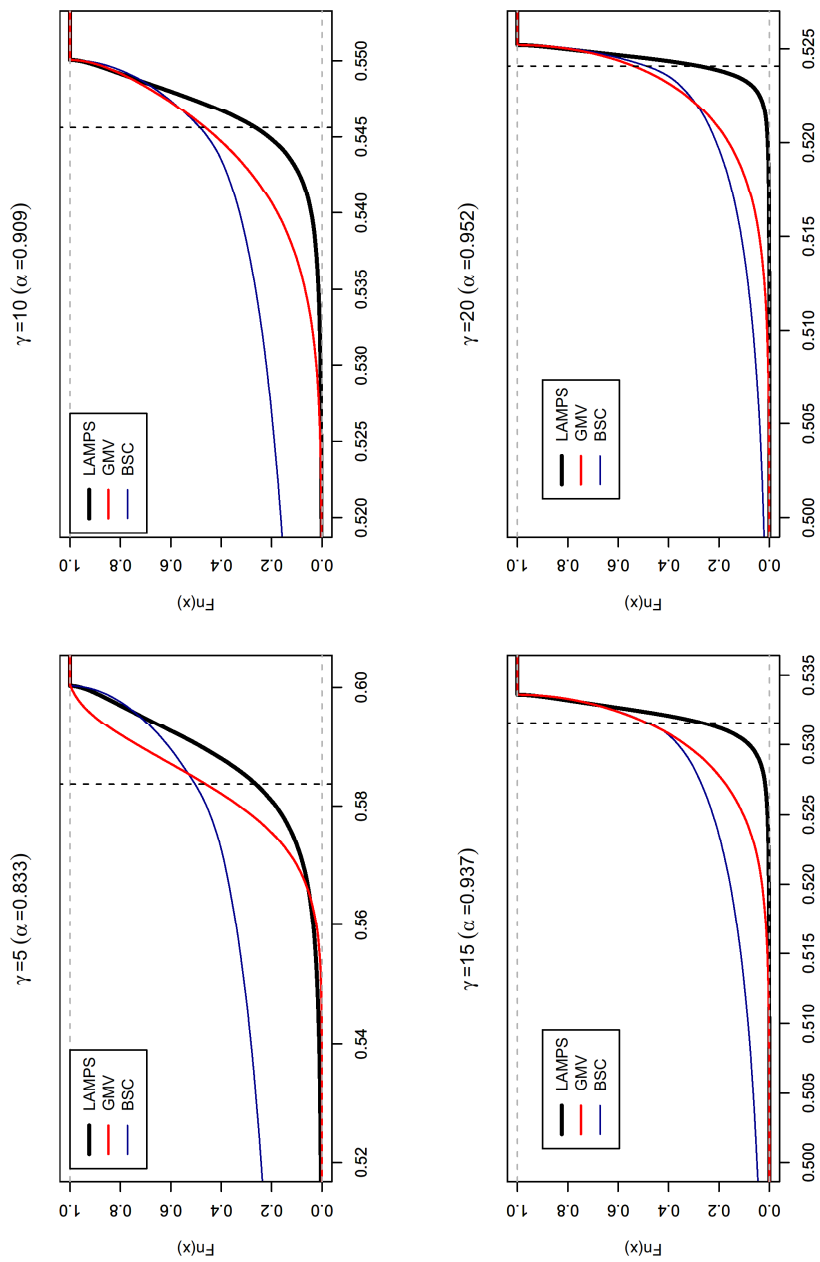 γ=5 (α=0.833)
Fn(x)
1.0
0.8
0.6
0.4
0.2
0.0
LAMPS
GMV
BSC
0.52 0.54 0.56 0.58 0.60
γ=10 (α=0.909)
Fn(x)
1.0
0.8
0.6
0.4
0.2
0.0
LAMPS
GMV
BSC
0.520 0.525 0.530 0.535 0.540 0.545 0.550
γ=15 (α=0.937)
Fn(x)
1.0
0.8
0.6
0.4
0.2
0.0
LAMPS
GMV
BSC
0.500 0.505 0.510 0.515 0.520 0.525 0.530 0.535
γ=20 (α=0.952)
Fn(x)
1.0
0.8
0.6
0.4
0.2
0.0
LAMPS
GMV
BSC
0.500 0.505 0.510 0.515 0.520 0.525